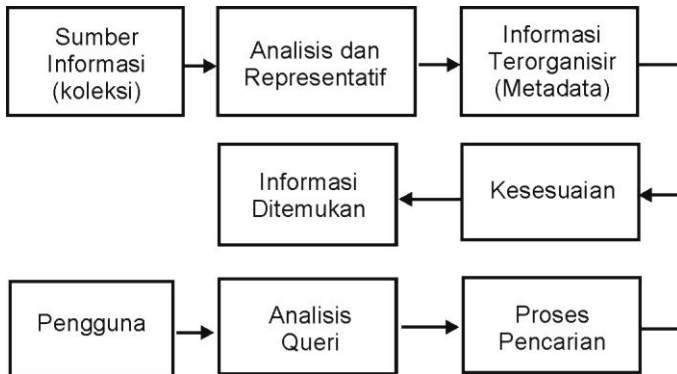 Sumber
Informasi
(koleksi)
Analisis dan
Representatif
Informasi
Terorganisir
(Metadata)
Informasi
Ditemukan
Kesesuaian
Pengguna
Analisis
Queri
Proses
Pencarian